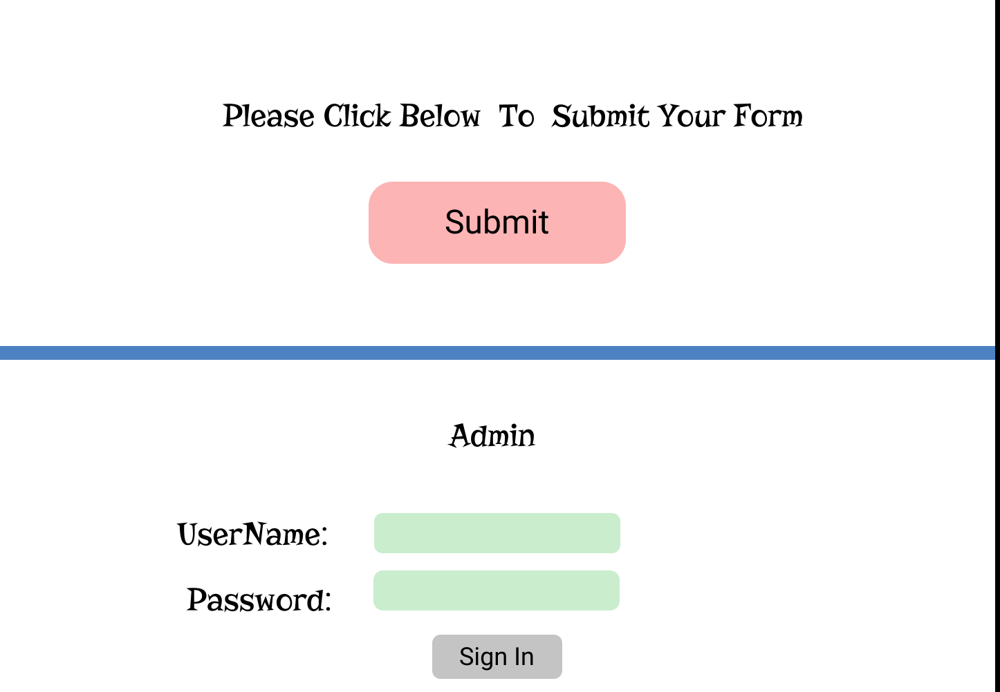 Please Click Below To Submit Your Form
Submit
Admin
UserName:
Password:
Sign In